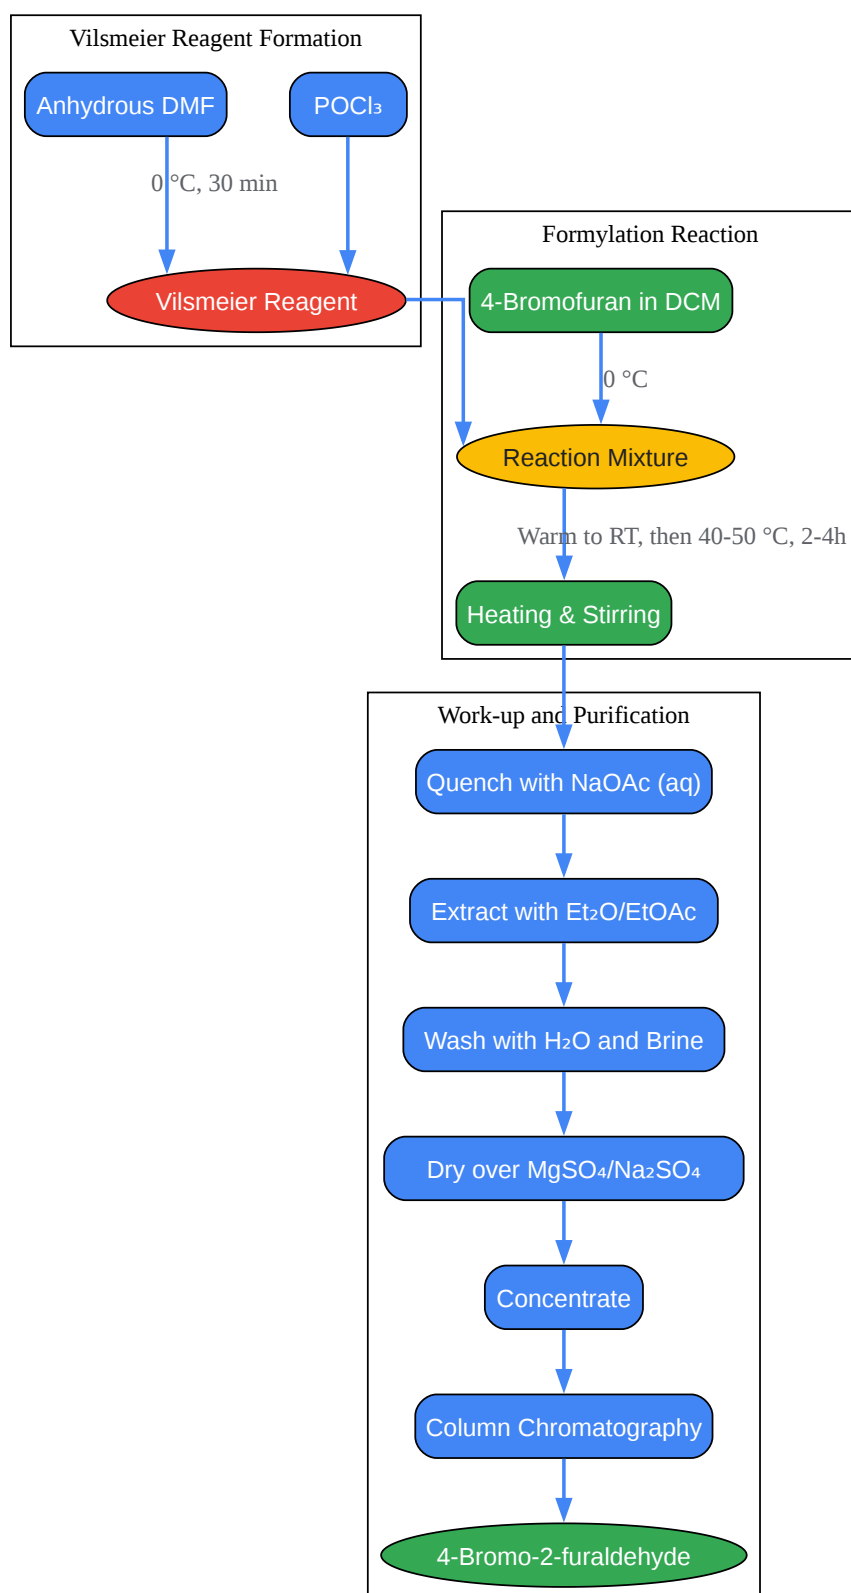 Vilsmeier Reagent Formation
Anhydrous DMF
POCl₃
0 °C, 30 min
Vilsmeier Reagent
Formylation Reaction
4-Bromofuran in DCM
0 °C
Reaction Mixture
Warm to RT, then 40-50 °C, 2-4h
Heating & Stirring
Work-up and Purification
Quench with NaOAc (aq)
Extract with Et₂O/EtOAc
Wash with H₂O and Brine
Dry over MgSO₄/Na₂SO₄
Concentrate
Column Chromatography
4-Bromo-2-furaldehyde